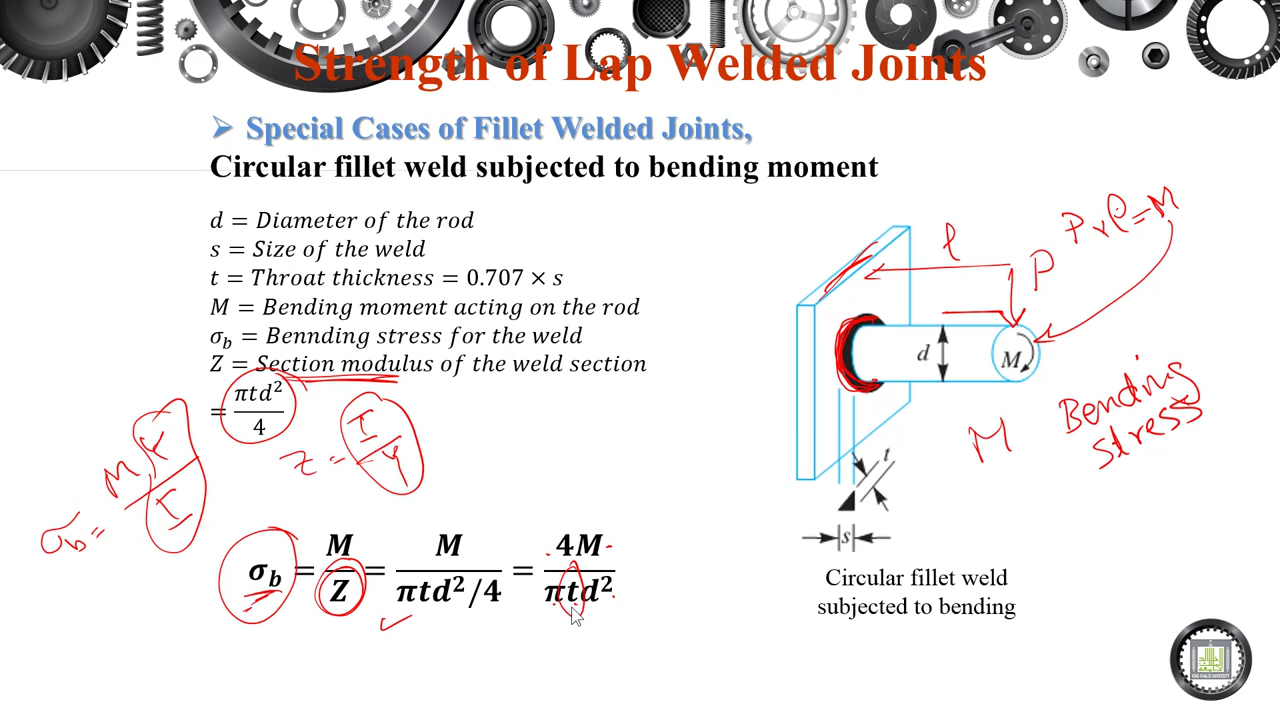 Strength of Lap Welded Joints
➢ Special Cases of Fillet Welded Joints,
Circular fillet weld subjected to bending moment
d = Diameter of the rod
s = Size of the weld
t = Throat thickness = 0.707 × s
M = Bending moment acting on the rod
σb = Bennding stress for the weld
Z = Section modulus of the weld section
= πtd²/4
Z = I/Y
σb = M Y/I
σb = M/Z = M/πtd²/4 = 4M/πtd²
P × l = M
l
P
d
M
M
Bending
stress
t
s
Circular fillet weld
subjected to bending
KING KHALID UNIVERSITY